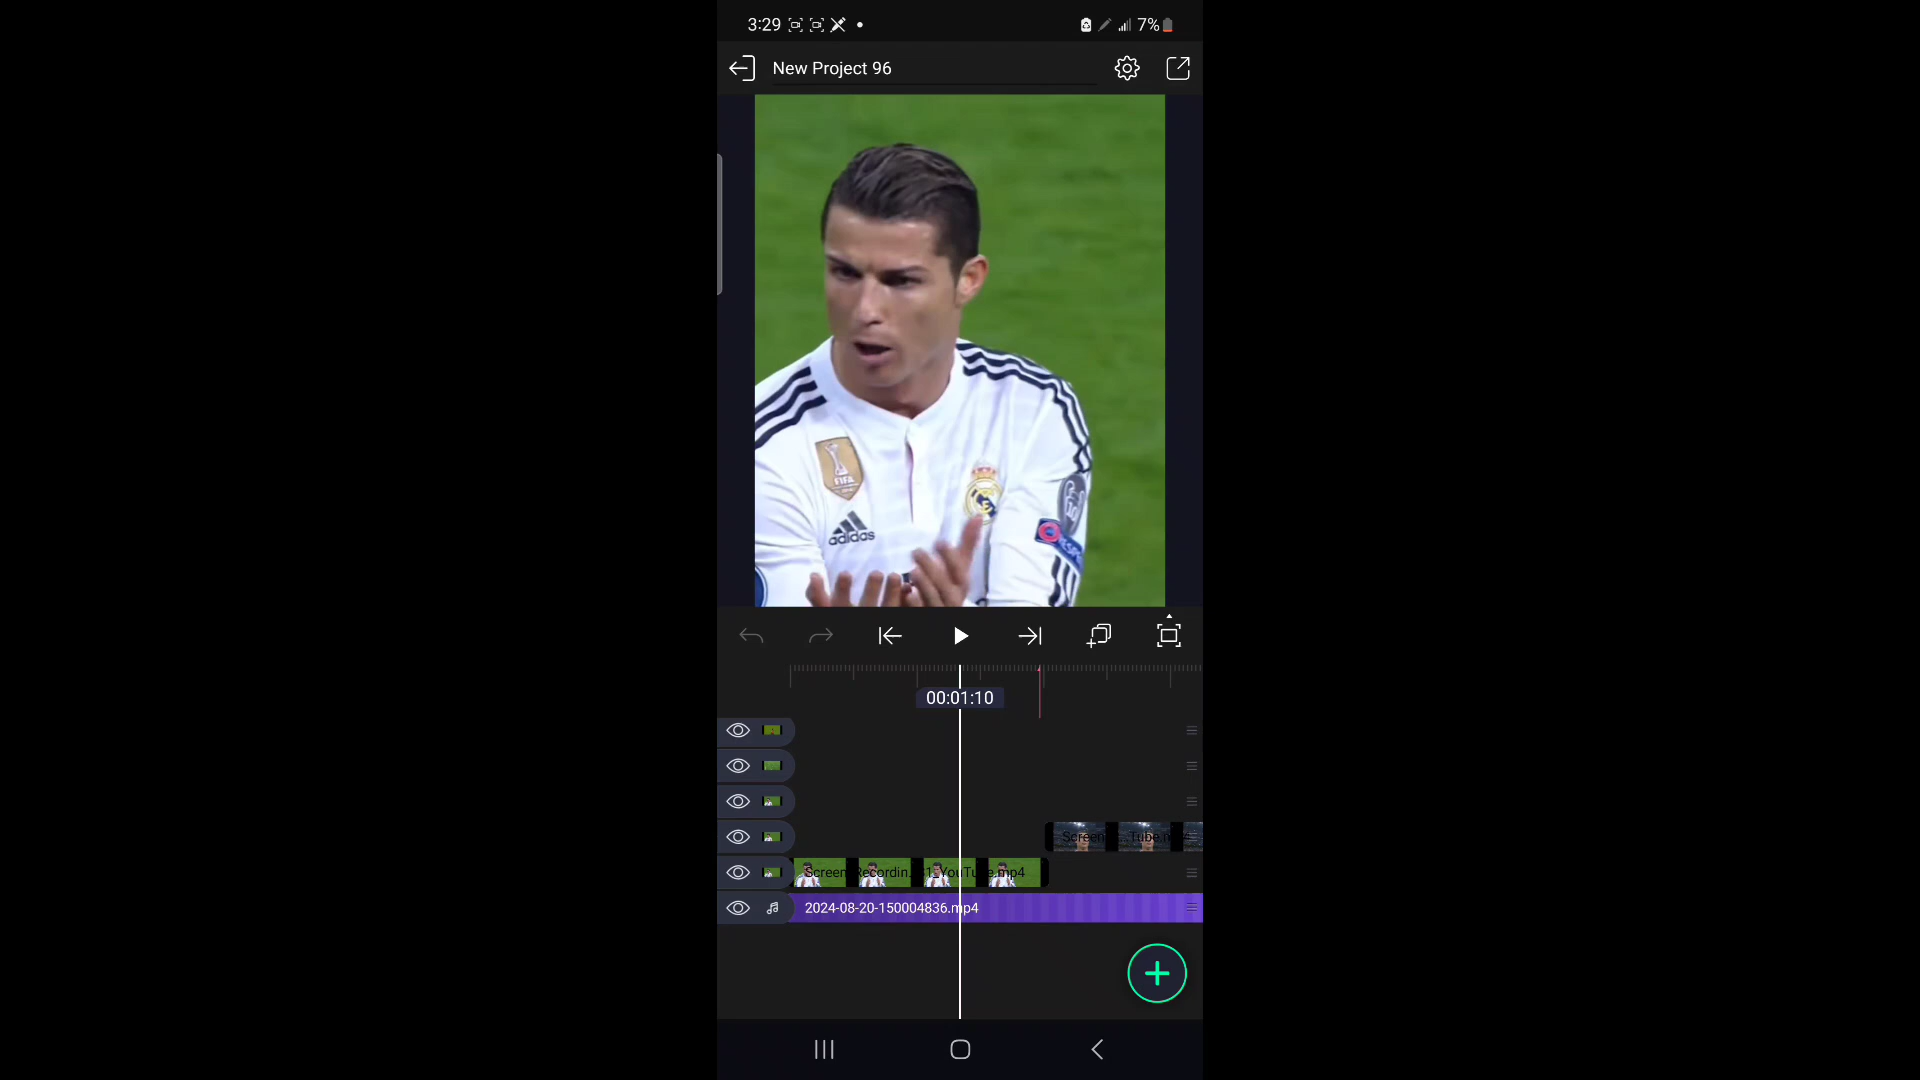 3:29
7%
New Project 96
FIFA
adidas
00:01:10
2024-08-20-150004836.mp4